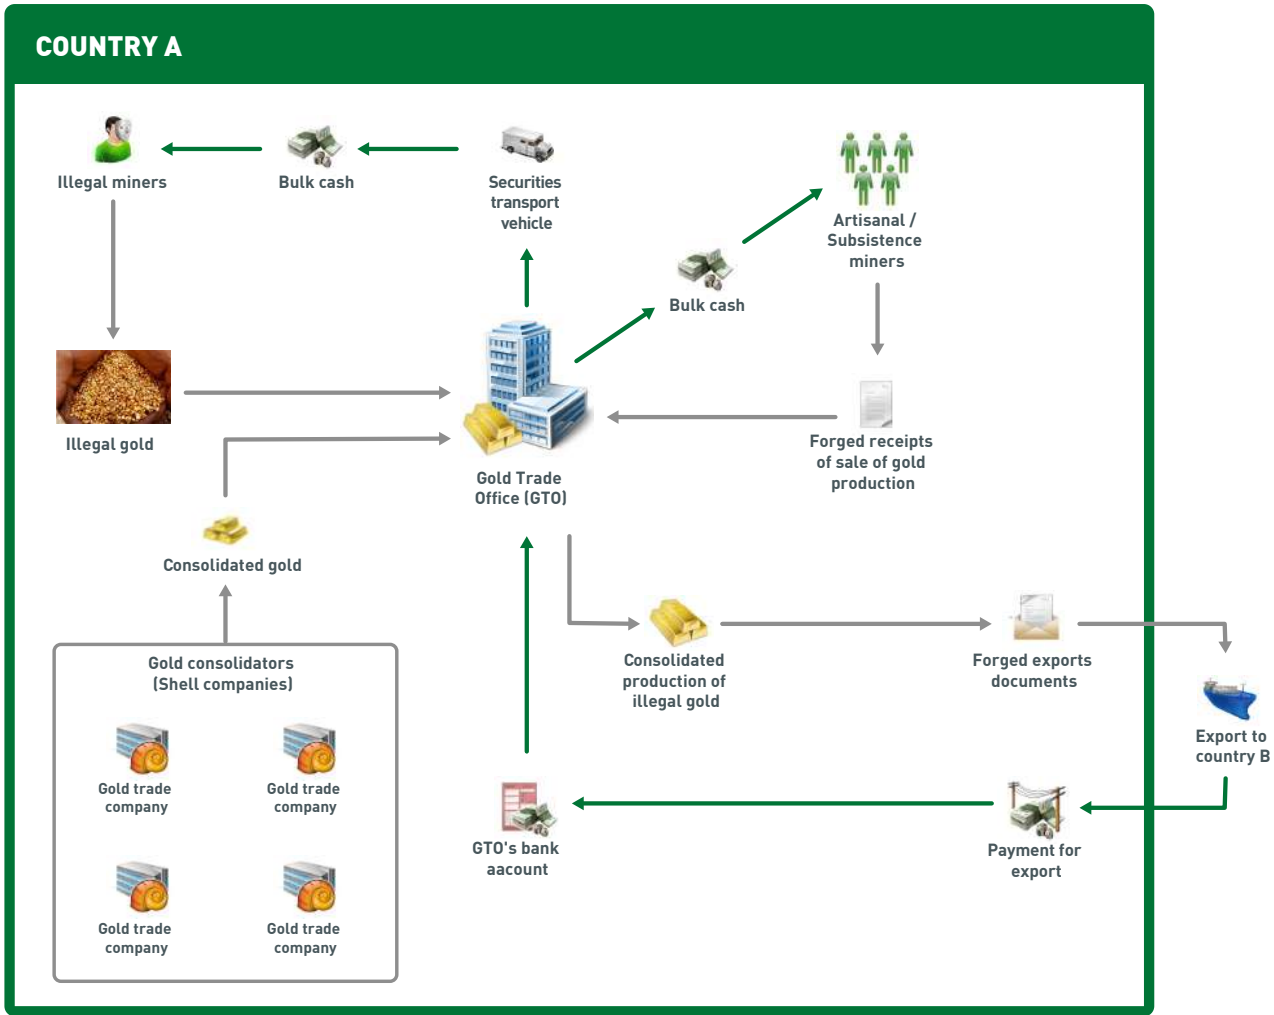 COUNTRY A
Illegal miners
Bulk cash
Securities
transport
vehicle
Artisanal /
Subsistence
miners
Bulk cash
Illegal gold
Gold Trade
Office (GTO)
Forged receipts
of sale of gold
production
Consolidated gold
Gold consolidators
(Shell companies)
Gold trade
company
Gold trade
company
Gold trade
company
Gold trade
company
Consolidated
production of
illegal gold
Forged exports
documents
Export to
country B
GTO's bank
aacount
Payment for
export